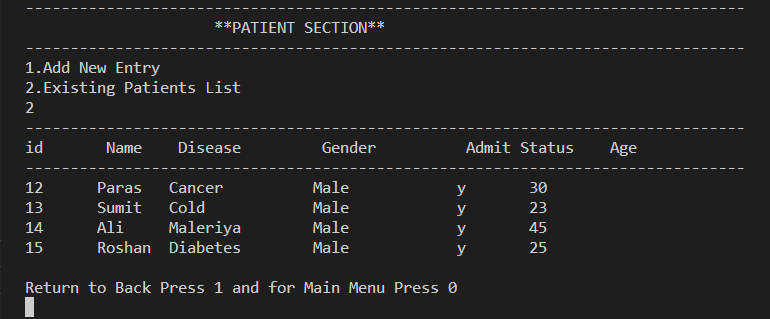 --------------------------------------------------------------------------------
**PATIENT SECTION**
--------------------------------------------------------------------------------
1.Add New Entry
2.Existing Patients List
2
--------------------------------------------------------------------------------
id       Name    Disease         Gender          Admit Status    Age
--------------------------------------------------------------------------------
12      Paras   Cancer          Male            y       30
13      Sumit   Cold            Male            y       23
14      Ali     Maleriya        Male            y       45
15      Roshan  Diabetes        Male            y       25
Return to Back Press 1 and for Main Menu Press 0